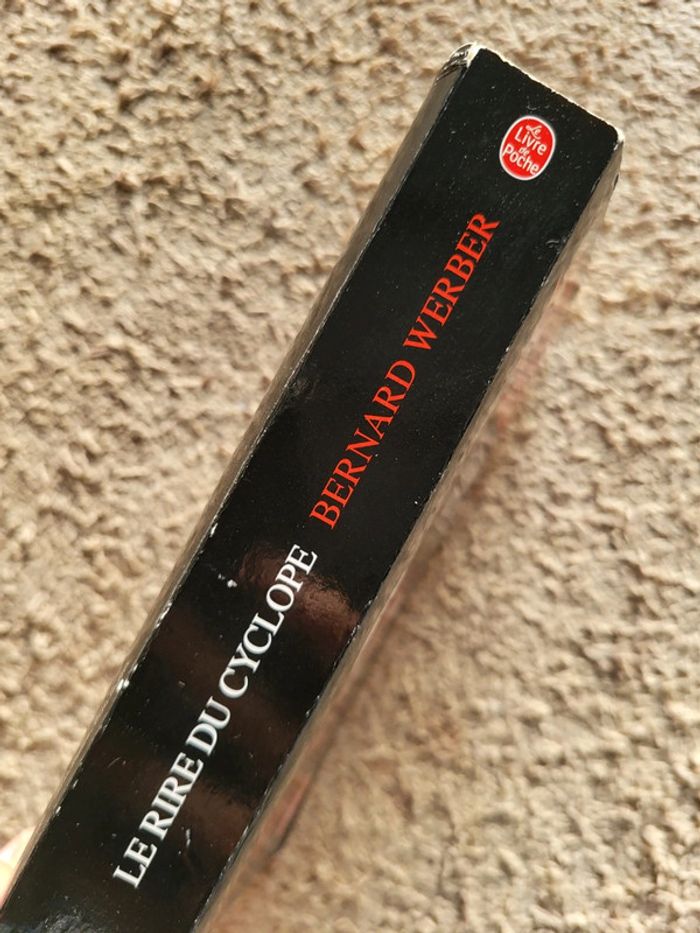 LE RIRE DU CYCLOPE BERNARD WERBER
Le
Livre
de
Poche